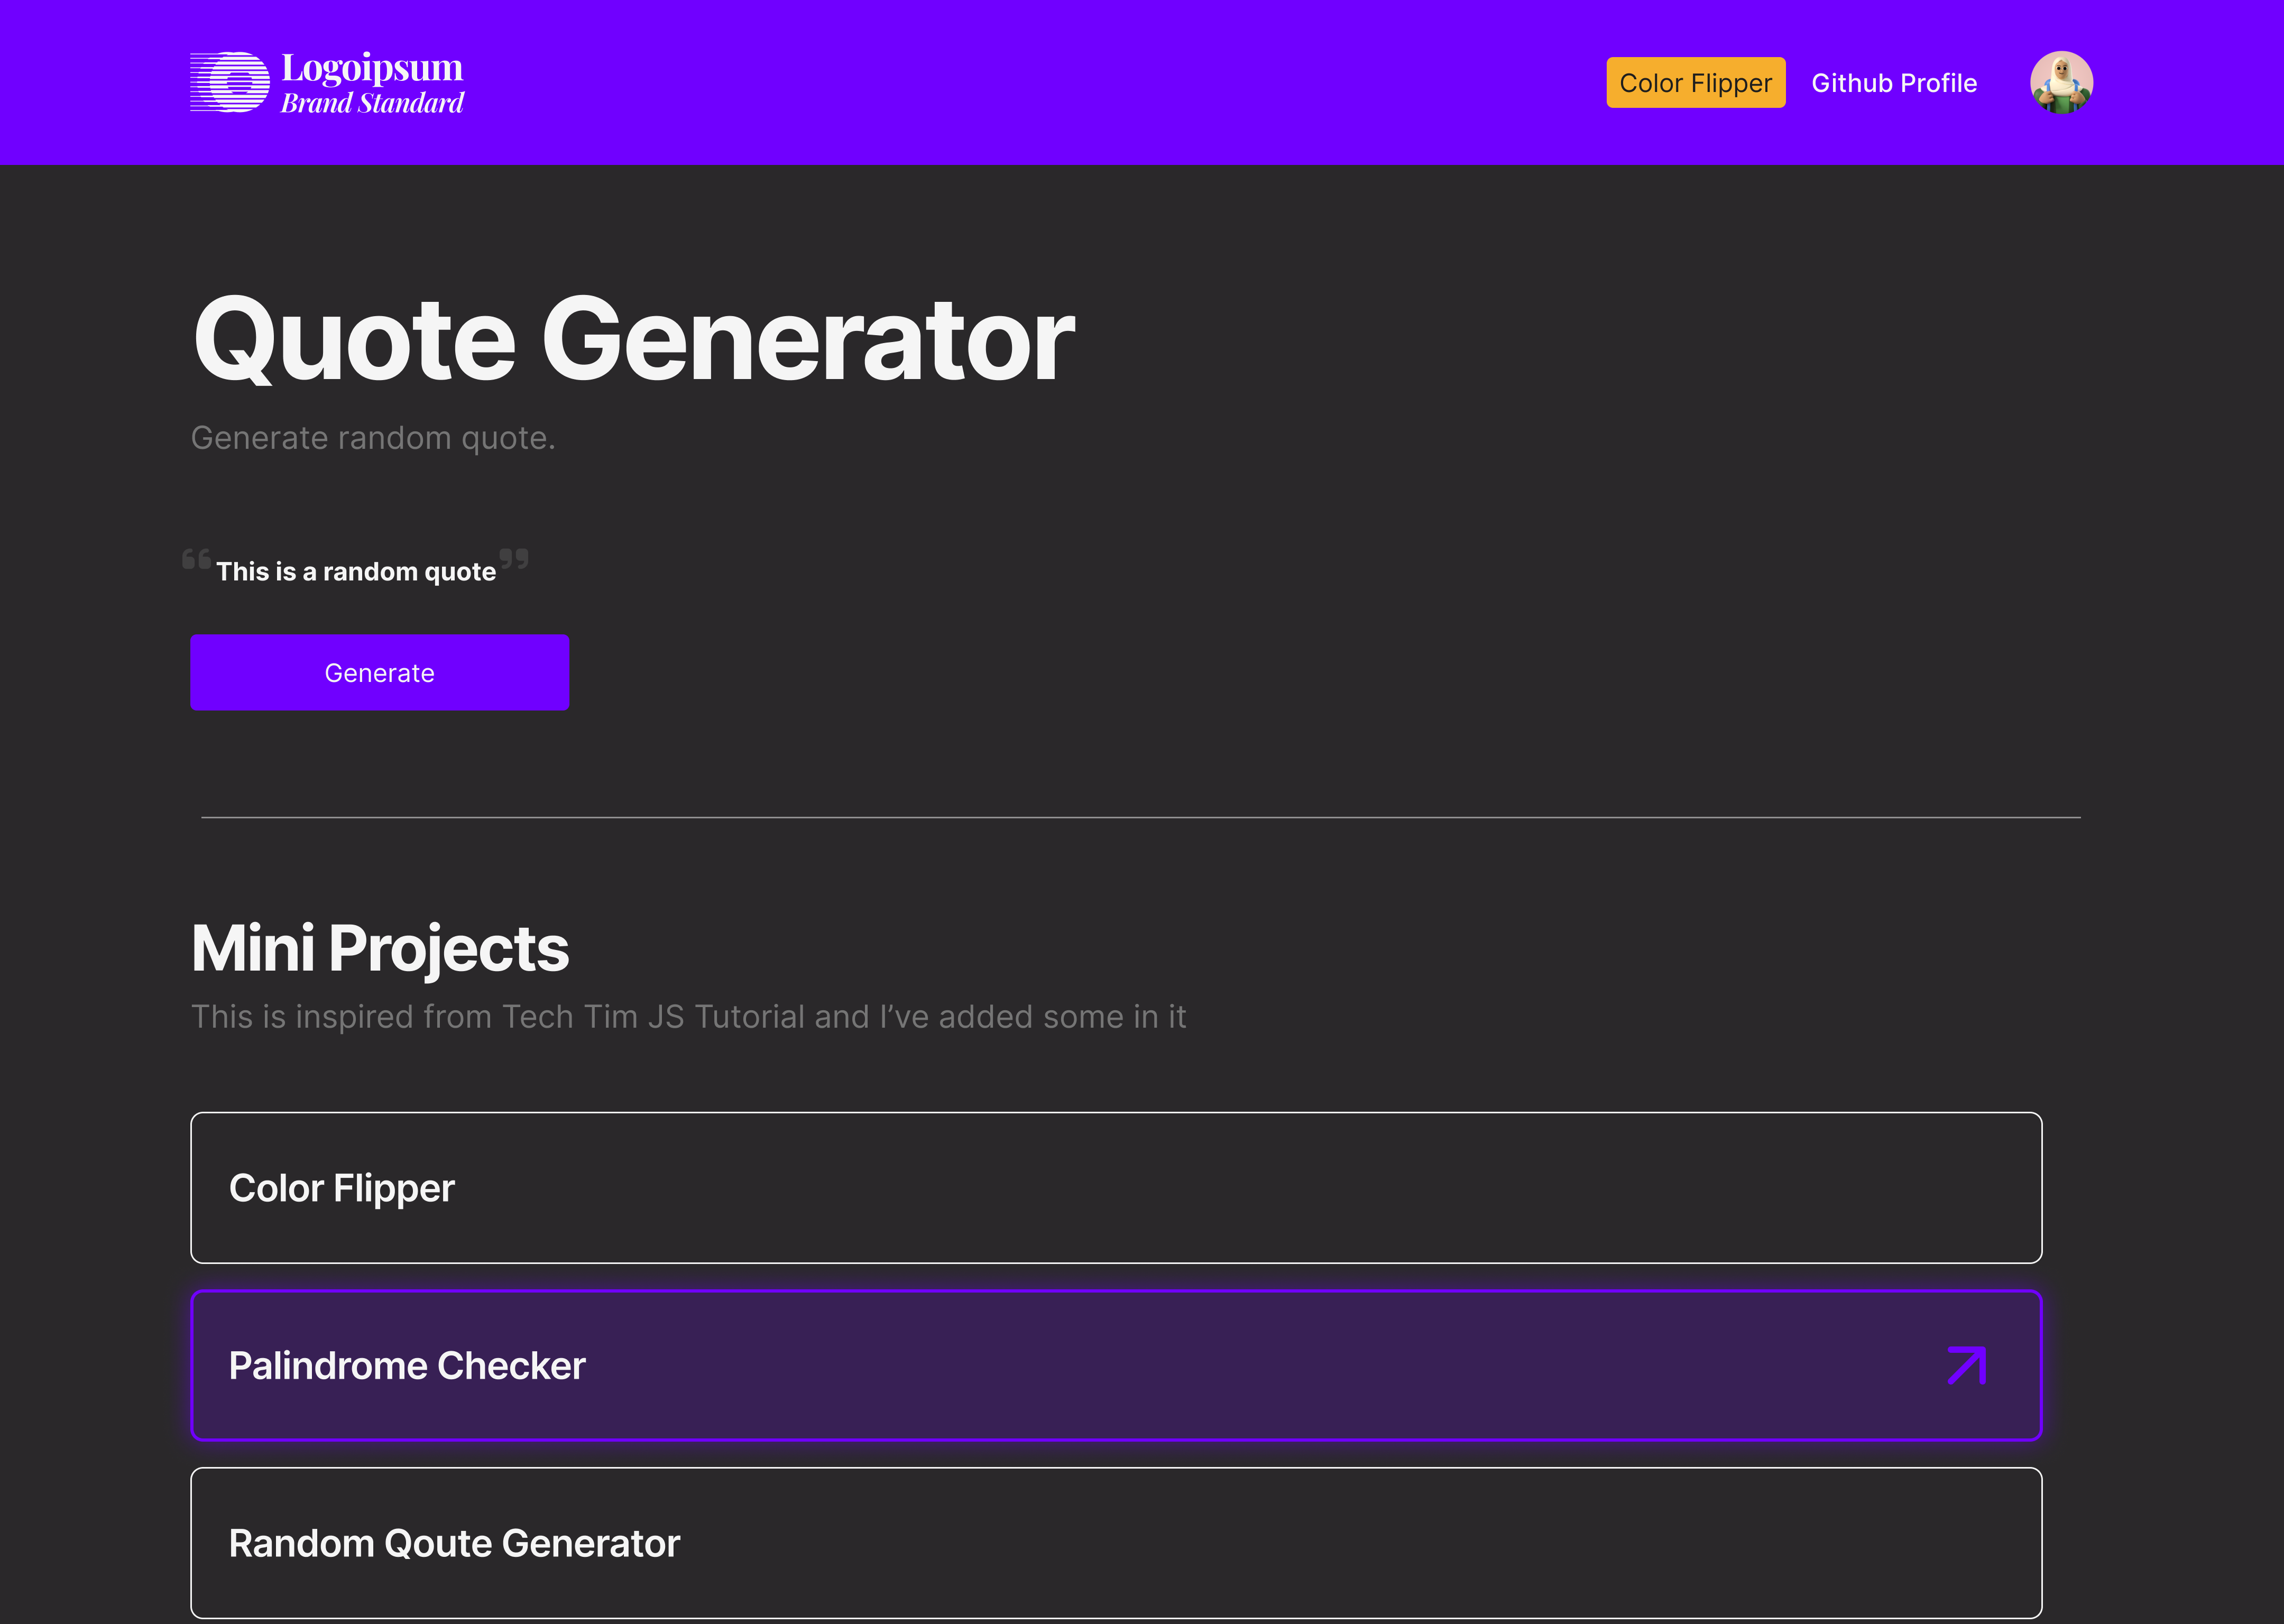 Logoipsum
Brand Standard
Color Flipper
Github Profile
Quote Generator
Generate random quote.
“This is a random quote”
Generate
Mini Projects
This is inspired from Tech Tim JS Tutorial and I’ve added some in it
Color Flipper
Palindrome Checker
Random Qoute Generator